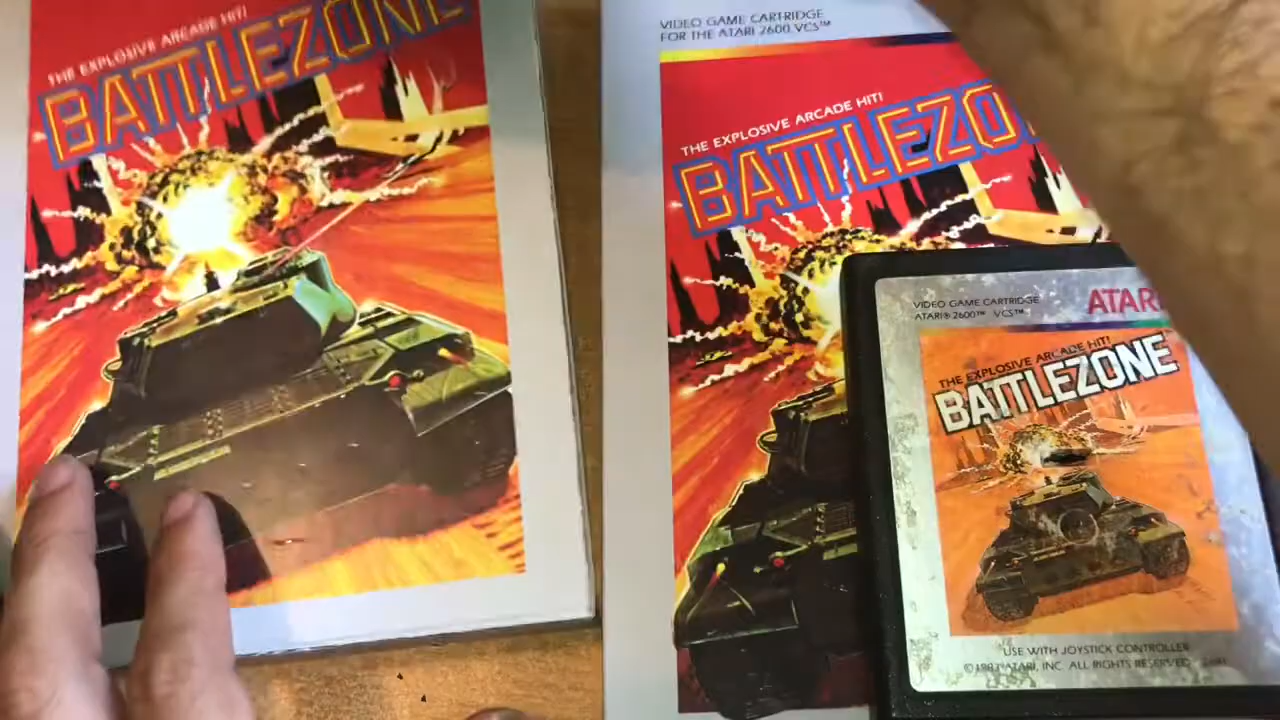 THE EXPLOSIVE ARCADE HIT!
BATTLEZONE
VIDEO GAME CARTRIDGE
FOR THE ATARI 2600 VCS™
THE EXPLOSIVE ARCADE HIT!
BATTLEZO
VIDEO GAME CARTRIDGE
ATARI® 2600™ VCS™
ATARI
THE EXPLOSIVE ARCADE HIT!
BATTLEZONE
USE WITH JOYSTICK CONTROLLER
©1983 ATARI, INC. ALL RIGHTS RESERVED